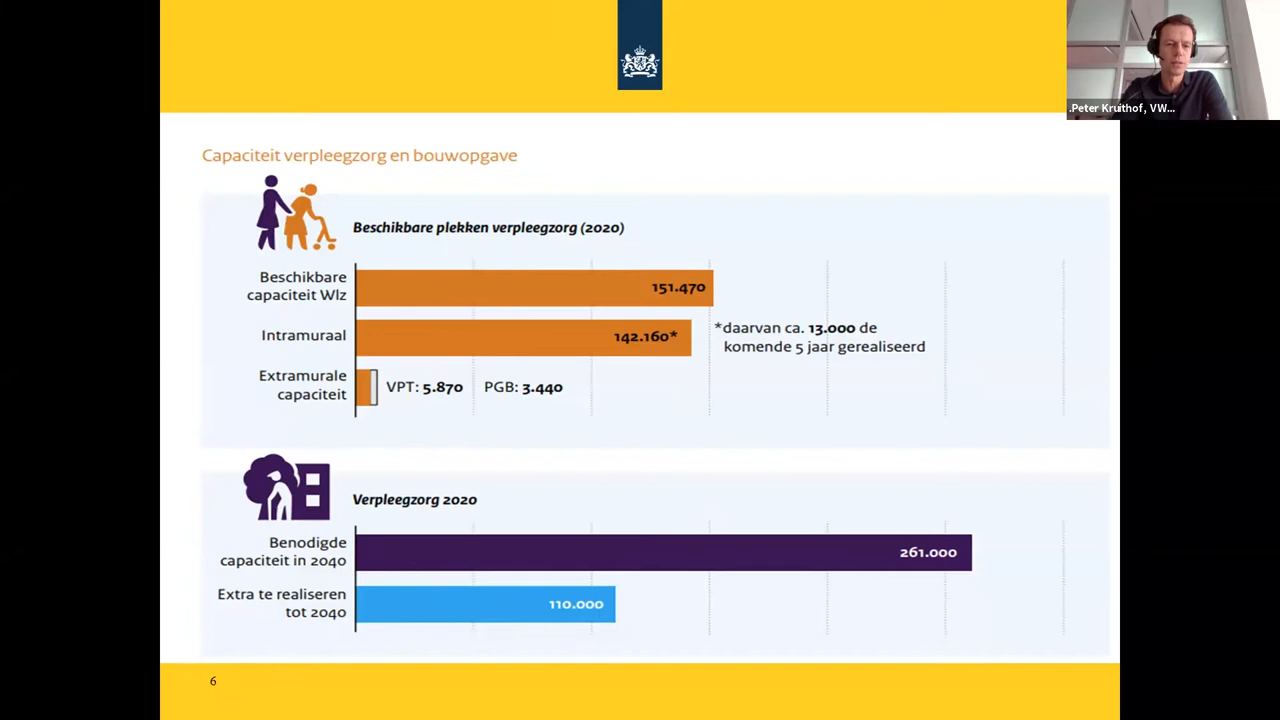 .Peter Kruithof, VW...
Capaciteit verpleegzorg en bouwopgave
Beschikbare plekken verpleegzorg (2020)
Beschikbare
capaciteit Wlz
151.470
Intramuraal
142.160*
*daarvan ca. 13.000 de
komende 5 jaar gerealiseerd
Extramurale
capaciteit
VPT: 5.870 PGB: 3.440
Verpleegzorg 2020
Benodigde
capaciteit in 2040
261.000
Extra te realiseren
tot 2040
110.000
6